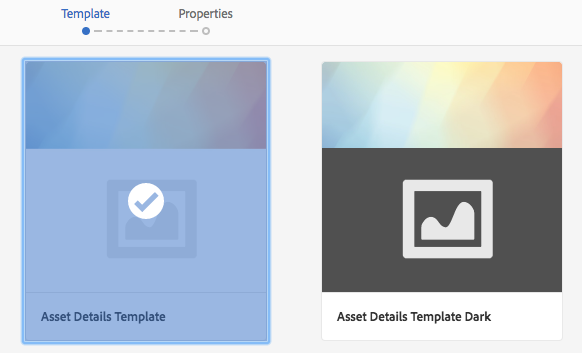 Template
Properties
Asset Details Template
Asset Details Template Dark